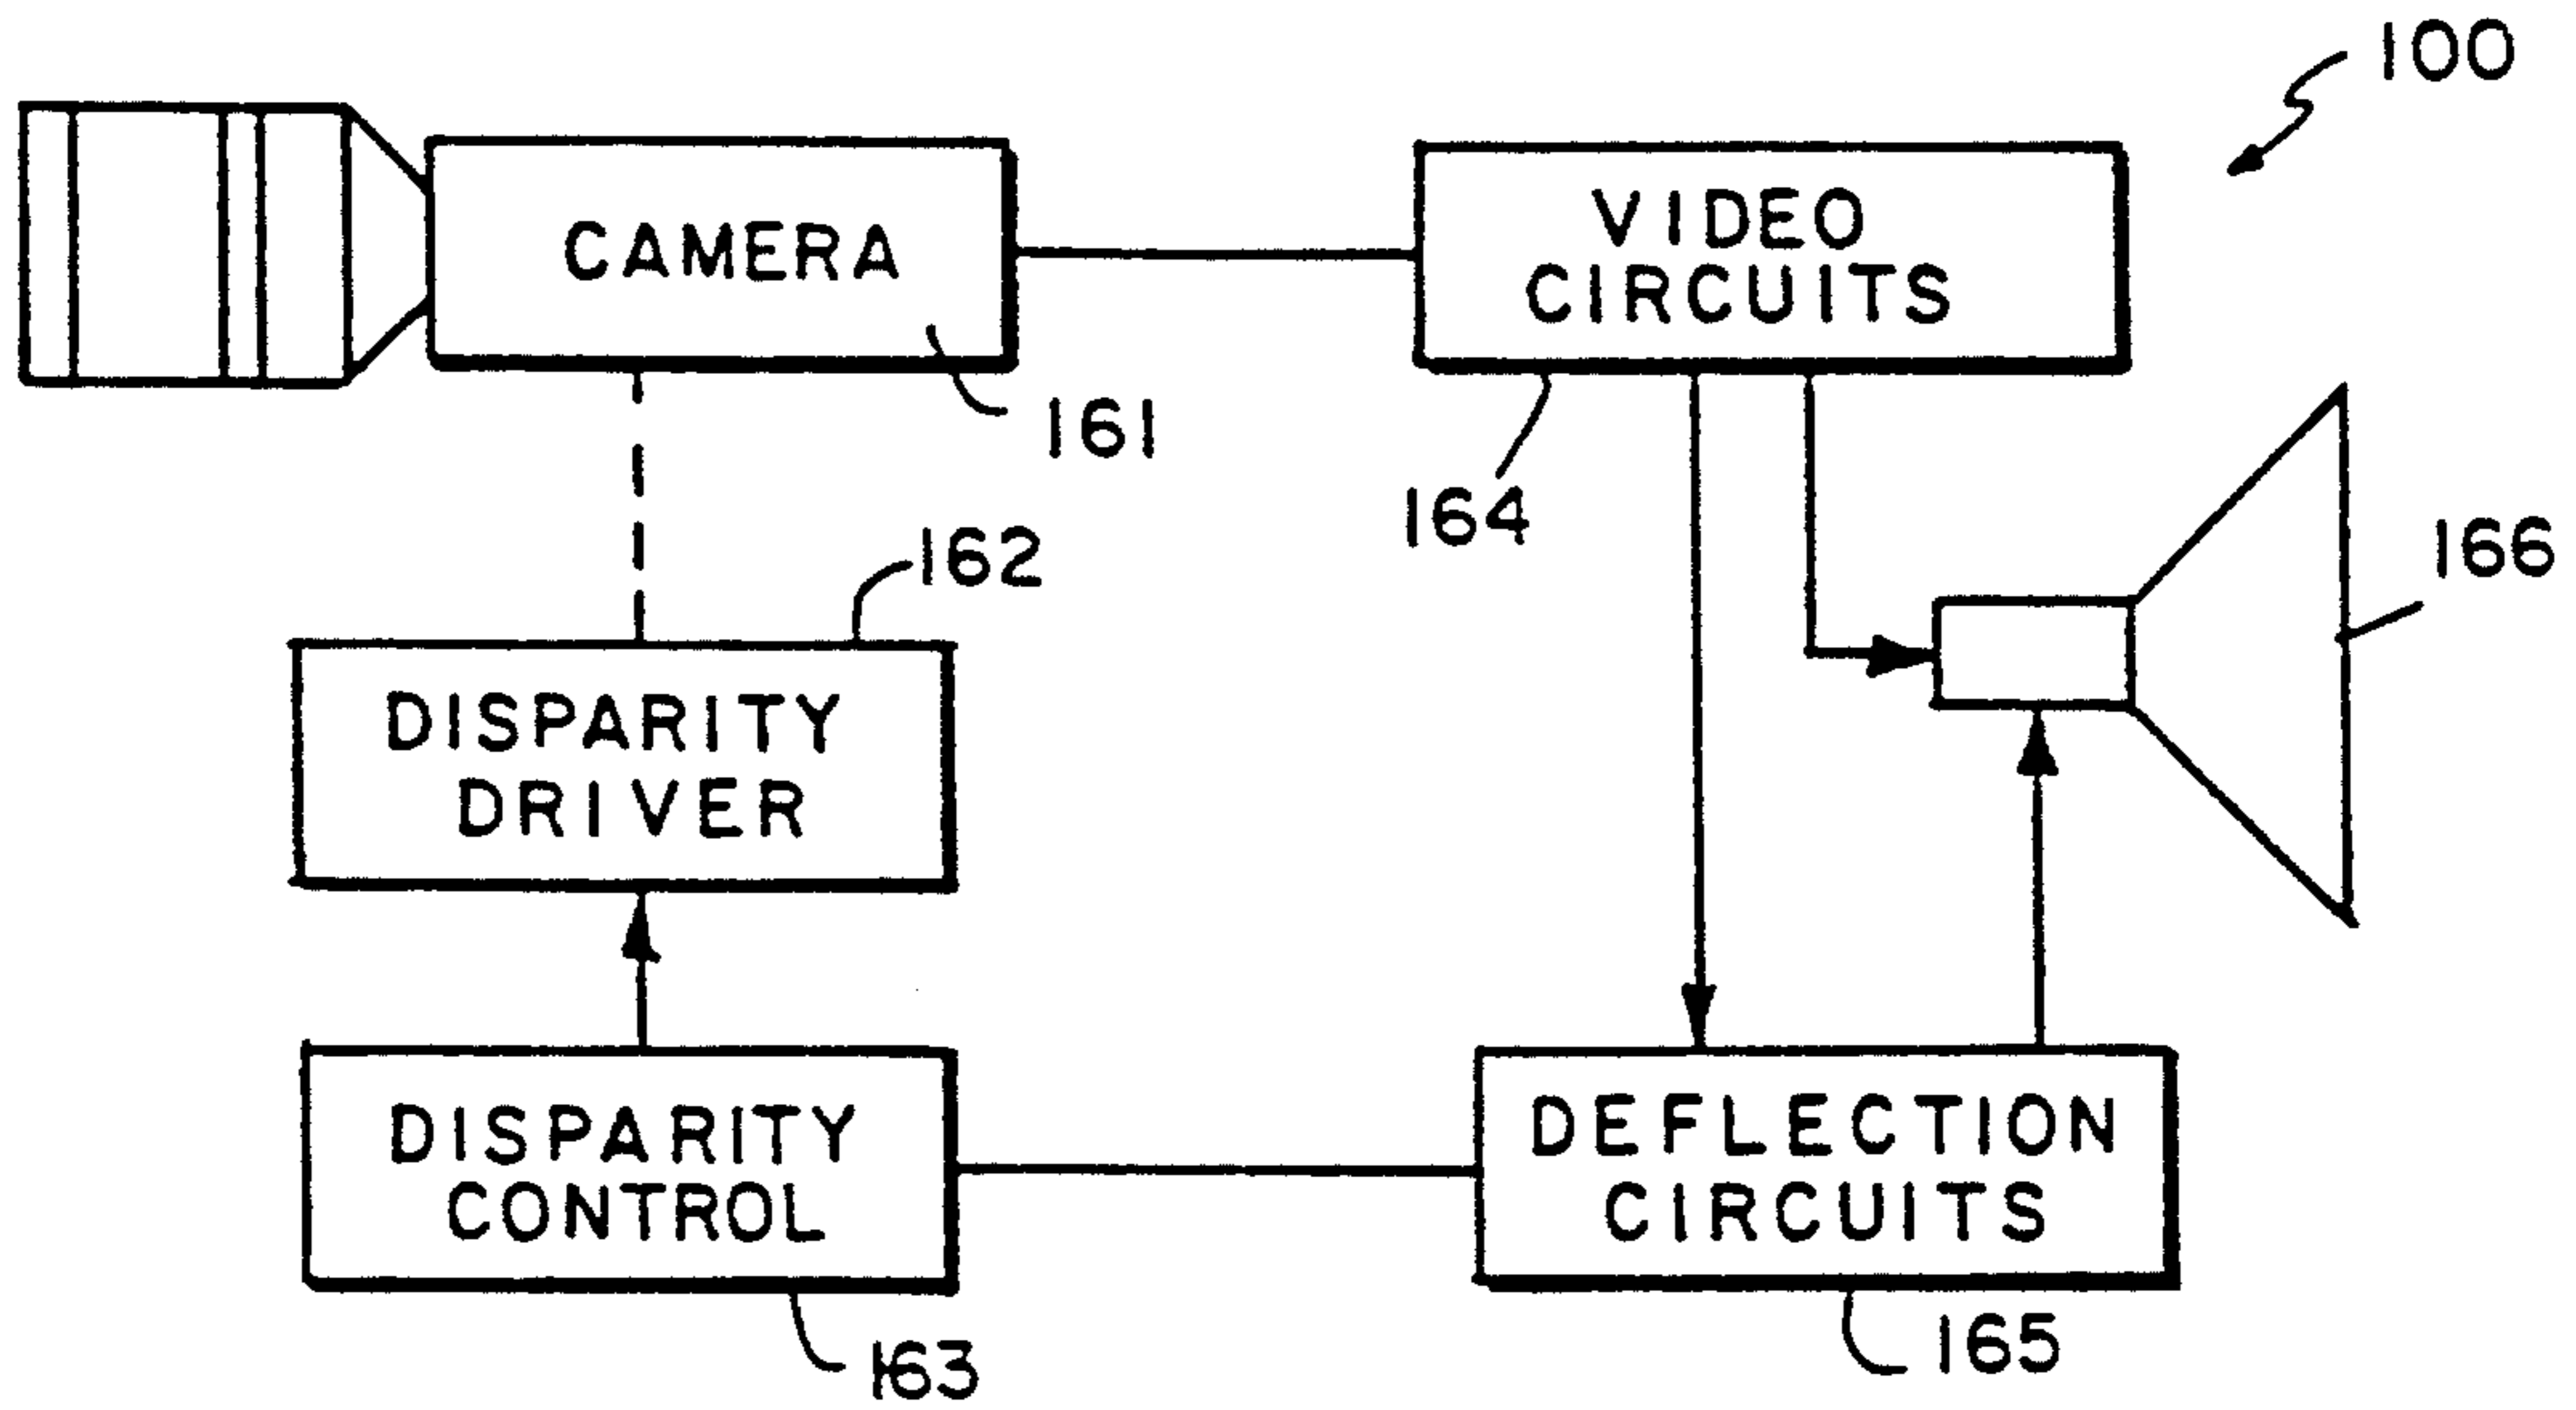 100
CAMERA
161
VIDEO
CIRCUITS
164
166
162
DISPARITY
DRIVER
DISPARITY
CONTROL
163
DEFLECTION
CIRCUITS
165